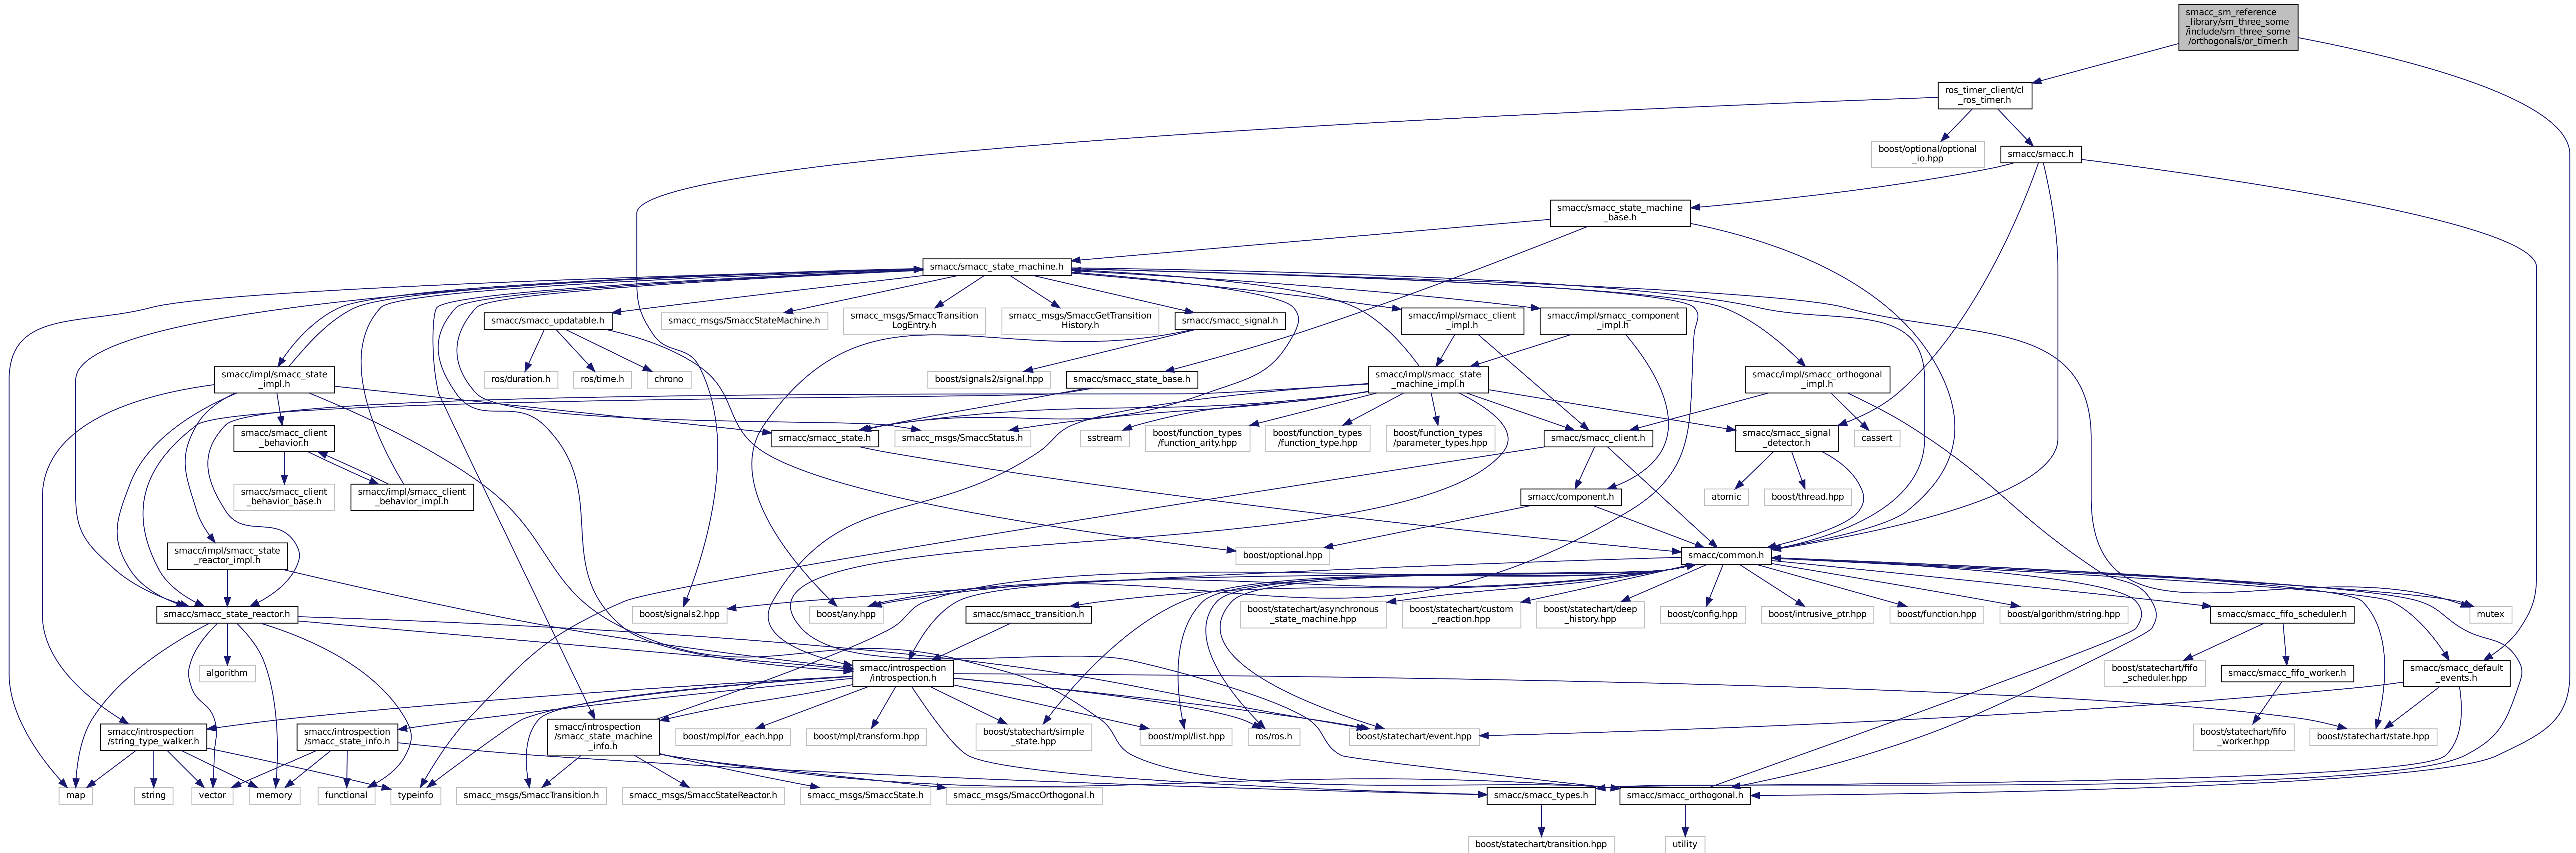 smacc_sm_reference
_library/sm_three_some
/include/sm_three_some
/orthogonals/or_timer.h
ros_timer_client/cl
_ros_timer.h
boost/optional/optional
_io.hpp
smacc/smacc.h
smacc/smacc_state_machine
_base.h
smacc/smacc_state_machine.h
smacc/smacc_updatable.h
smacc_msgs/SmaccStateMachine.h
smacc_msgs/SmaccTransition
LogEntry.h
smacc_msgs/SmaccGetTransition
History.h
smacc/smacc_signal.h
smacc/impl/smacc_client
_impl.h
smacc/impl/smacc_component
_impl.h
smacc/impl/smacc_state
_impl.h
ros/duration.h
ros/time.h
chrono
boost/signals2/signal.hpp
smacc/smacc_state_base.h
smacc/impl/smacc_state
_machine_impl.h
smacc/impl/smacc_orthogonal
_impl.h
smacc/smacc_client
_behavior.h
smacc/smacc_state.h
smacc_msgs/SmaccStatus.h
sstream
boost/function_types
/function_arity.hpp
boost/function_types
/function_type.hpp
boost/function_types
/parameter_types.hpp
smacc/smacc_client.h
smacc/smacc_signal
_detector.h
cassert
smacc/smacc_client
_behavior_base.h
smacc/impl/smacc_client
_behavior_impl.h
smacc/component.h
atomic
boost/thread.hpp
smacc/impl/smacc_state
_reactor_impl.h
boost/optional.hpp
smacc/common.h
smacc/smacc_state_reactor.h
boost/signals2.hpp
boost/any.hpp
smacc/smacc_transition.h
boost/statechart/asynchronous
_state_machine.hpp
boost/statechart/custom
_reaction.hpp
boost/statechart/deep
_history.hpp
boost/config.hpp
boost/intrusive_ptr.hpp
boost/function.hpp
boost/algorithm/string.hpp
smacc/smacc_fifo_scheduler.h
mutex
algorithm
smacc/introspection
/introspection.h
boost/statechart/fifo
_scheduler.hpp
smacc/smacc_fifo_worker.h
smacc/smacc_default
_events.h
smacc/introspection
/string_type_walker.h
smacc/introspection
/smacc_state_info.h
smacc/introspection
/smacc_state_machine
_info.h
boost/mpl/for_each.hpp
boost/mpl/transform.hpp
boost/statechart/simple
_state.hpp
boost/mpl/list.hpp
ros/ros.h
boost/statechart/event.hpp
boost/statechart/fifo
_worker.hpp
boost/statechart/state.hpp
map
string
vector
memory
functional
typeinfo
smacc_msgs/SmaccTransition.h
smacc_msgs/SmaccStateReactor.h
smacc_msgs/SmaccState.h
smacc_msgs/SmaccOrthogonal.h
smacc/smacc_types.h
smacc/smacc_orthogonal.h
boost/statechart/transition.hpp
utility